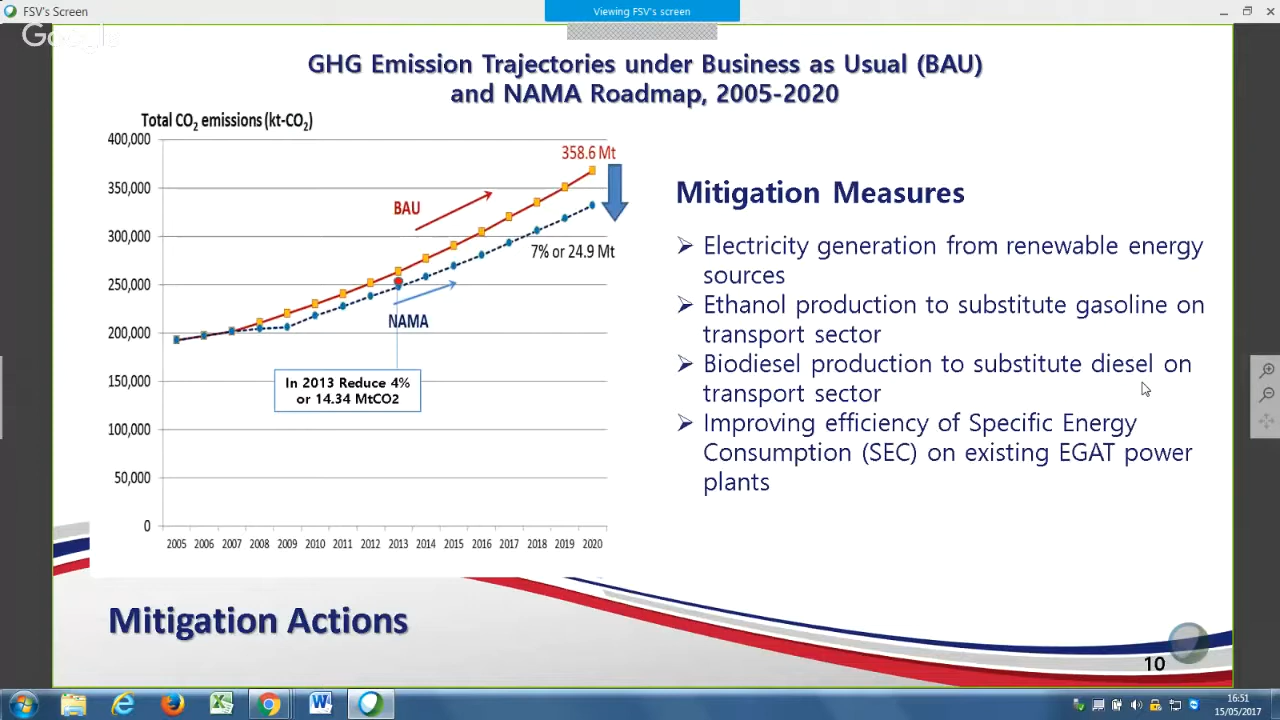 FSV's Screen
Viewing FSV's screen
Google
GHG Emission Trajectories under Business as Usual (BAU)
and NAMA Roadmap, 2005-2020
Total CO₂ emissions (kt-CO₂)
400,000
350,000
300,000
250,000
200,000
150,000
100,000
50,000
0
358.6 Mt
BAU
7% or 24.9 Mt
NAMA
In 2013 Reduce 4%
or 14.34 MtCO2
2005 2006 2007 2008 2009 2010 2011 2012 2013 2014 2015 2016 2017 2018 2019 2020
Mitigation Measures
Electricity generation from renewable energy
sources
Ethanol production to substitute gasoline on
transport sector
Biodiesel production to substitute diesel on
transport sector
Improving efficiency of Specific Energy
Consumption (SEC) on existing EGAT power
plants
Mitigation Actions
10
16:51
15/05/2017